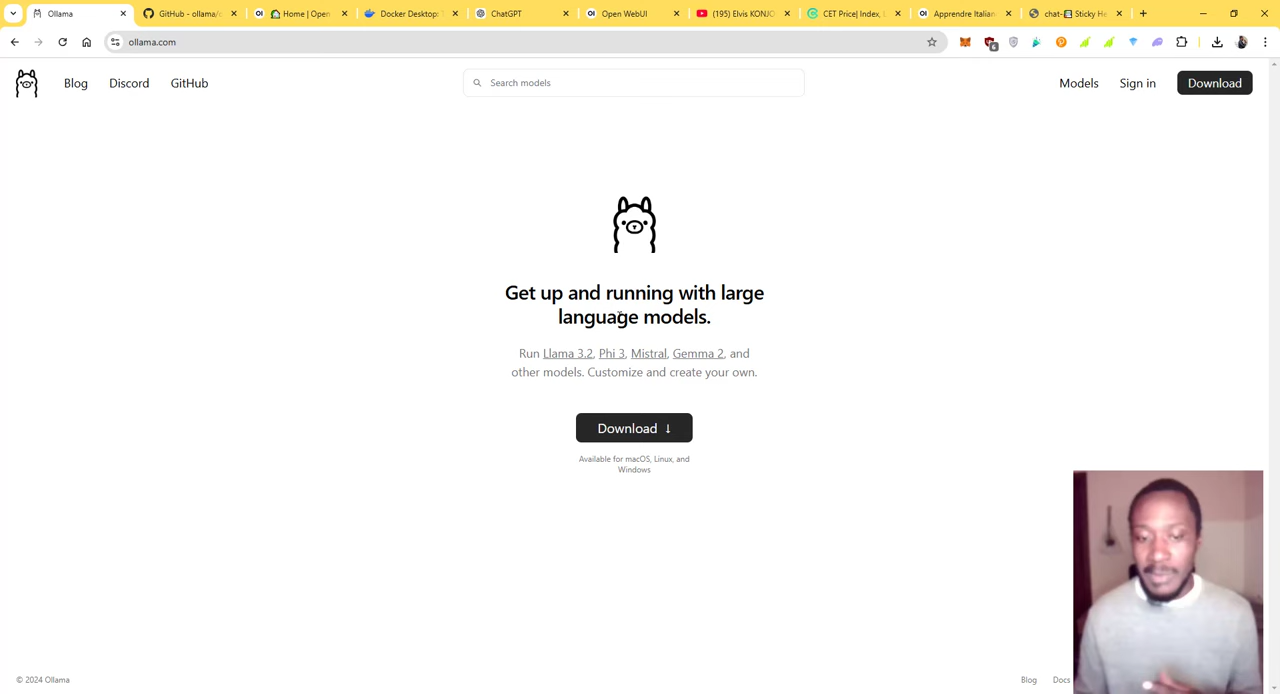 Ollama
GitHub - ollama/
Home | Open
Docker Desktop:
ChatGPT
Open WebUI
(195) Elvis KONJO
CET Price| Index, L
Apprendre Italian
chat- Sticky He
ollama.com
6
Blog
Discord
GitHub
Search models
Models
Sign in
Download
Get up and running with large
language models.
Run Llama 3.2, Phi 3, Mistral, Gemma 2, and
other models. Customize and create your own.
Download ↓
Available for macOS, Linux, and
Windows
© 2024 Ollama
Blog
Docs